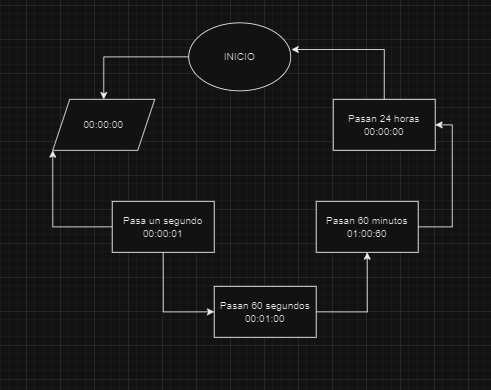 INICIO
00:00:00
Pasan 24 horas
00:00:00
Pasa un segundo
00:00:01
Pasan 60 minutos
01:00:60
Pasan 60 segundos
00:01:00